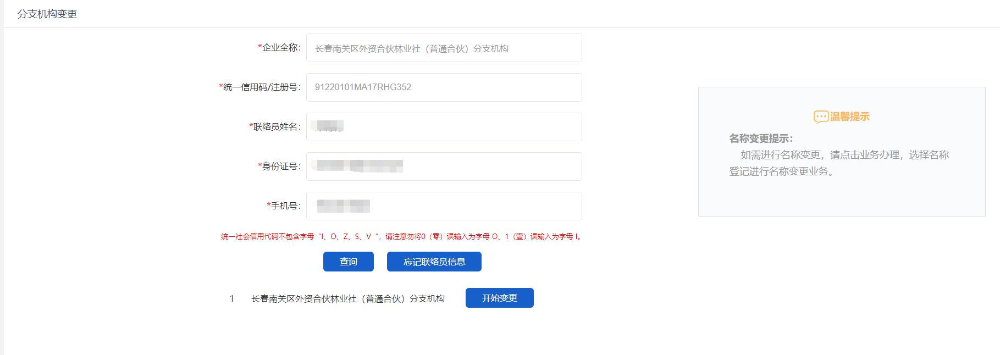 分支机构变更
*企业全称：
长春南关区外资合伙林业社（普通合伙）分支机构
*统一信用码/注册号：
91220101MA17RHG352
*联络员姓名：
*身份证号：
*手机号：
统一社会信用代码不包含字母“I、O、Z、S、V “，请注意勿将0（零）误输入为字母 O、1（壹）误输入为字母 I。
查询
忘记联络员信息
1 长春南关区外资合伙林业社（普通合伙）分支机构 开始变更
温馨提示
名称变更提示：
如需进行名称变更，请点击业务办理，选择名称
登记进行名称变更业务。